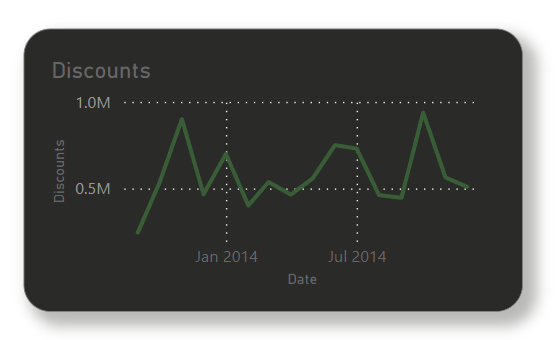 Discounts
1.0M
Discounts
0.5M
Jan 2014 Jul 2014
Date